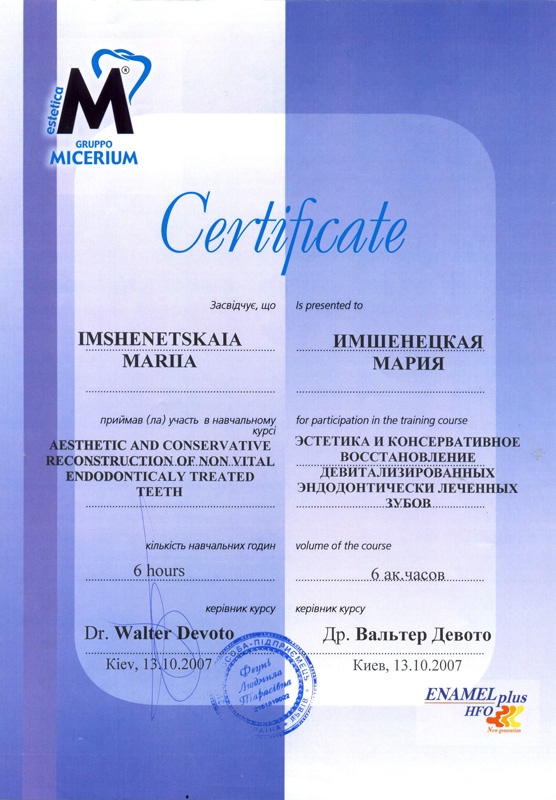 estetica
M®
GRUPPO
MICERIUM
Certificate
Засвідчує, що
Is presented to
IMSHENETSKAIA
MARIIA
ИМШЕНЕЦКАЯ
МАРИЯ
приймав (ла) участь в навчальному
курсі
for participation in the training course
AESTHETIC AND CONSERVATIVE
RECONSTRUCTION OF NON VITAL
ENDODONTICALY TREATED
TEETH
ЭСТЕТИКА И КОНСЕРВАТИВНОЕ
ВОССТАНОВЛЕНИЕ
ДЕВИТАЛИЗИРОВАННЫХ
ЭНДОДОНТИЧЕСКИ ЛЕЧЕННЫХ
ЗУБОВ
кількість навчальних годин
volume of the course
6 hours
6 ак.часов
керівник курсу
керівник курсу
Dr. Walter Devoto
Др. Вальтер Девото
Kiev, 13.10.2007
Киев, 13.10.2007
ОСОБА-ПІДПРИЄМЕЦЬ
Людмила
Тарасівна
УКРАЇНА ЛЬВІВ
ENAMEL plus
HFO
New generation